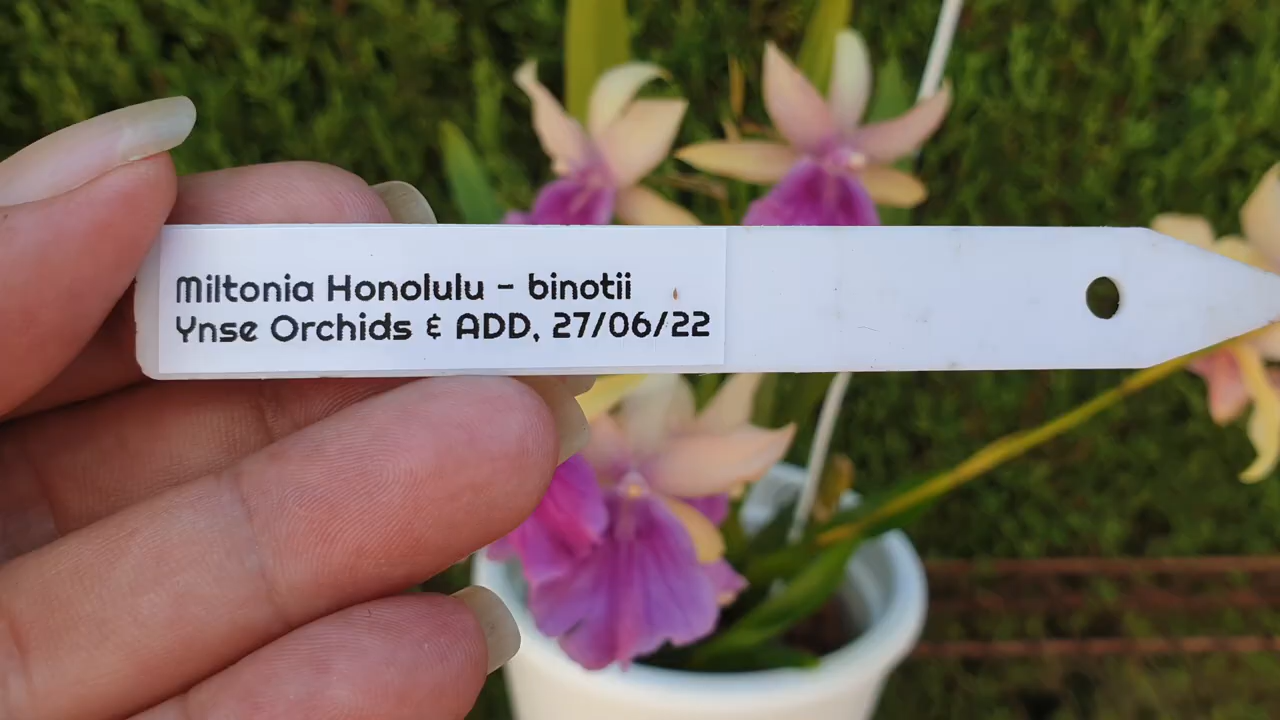 Miltonia Honolulu - binotii
Ynse Orchids & ADD, 27/06/22